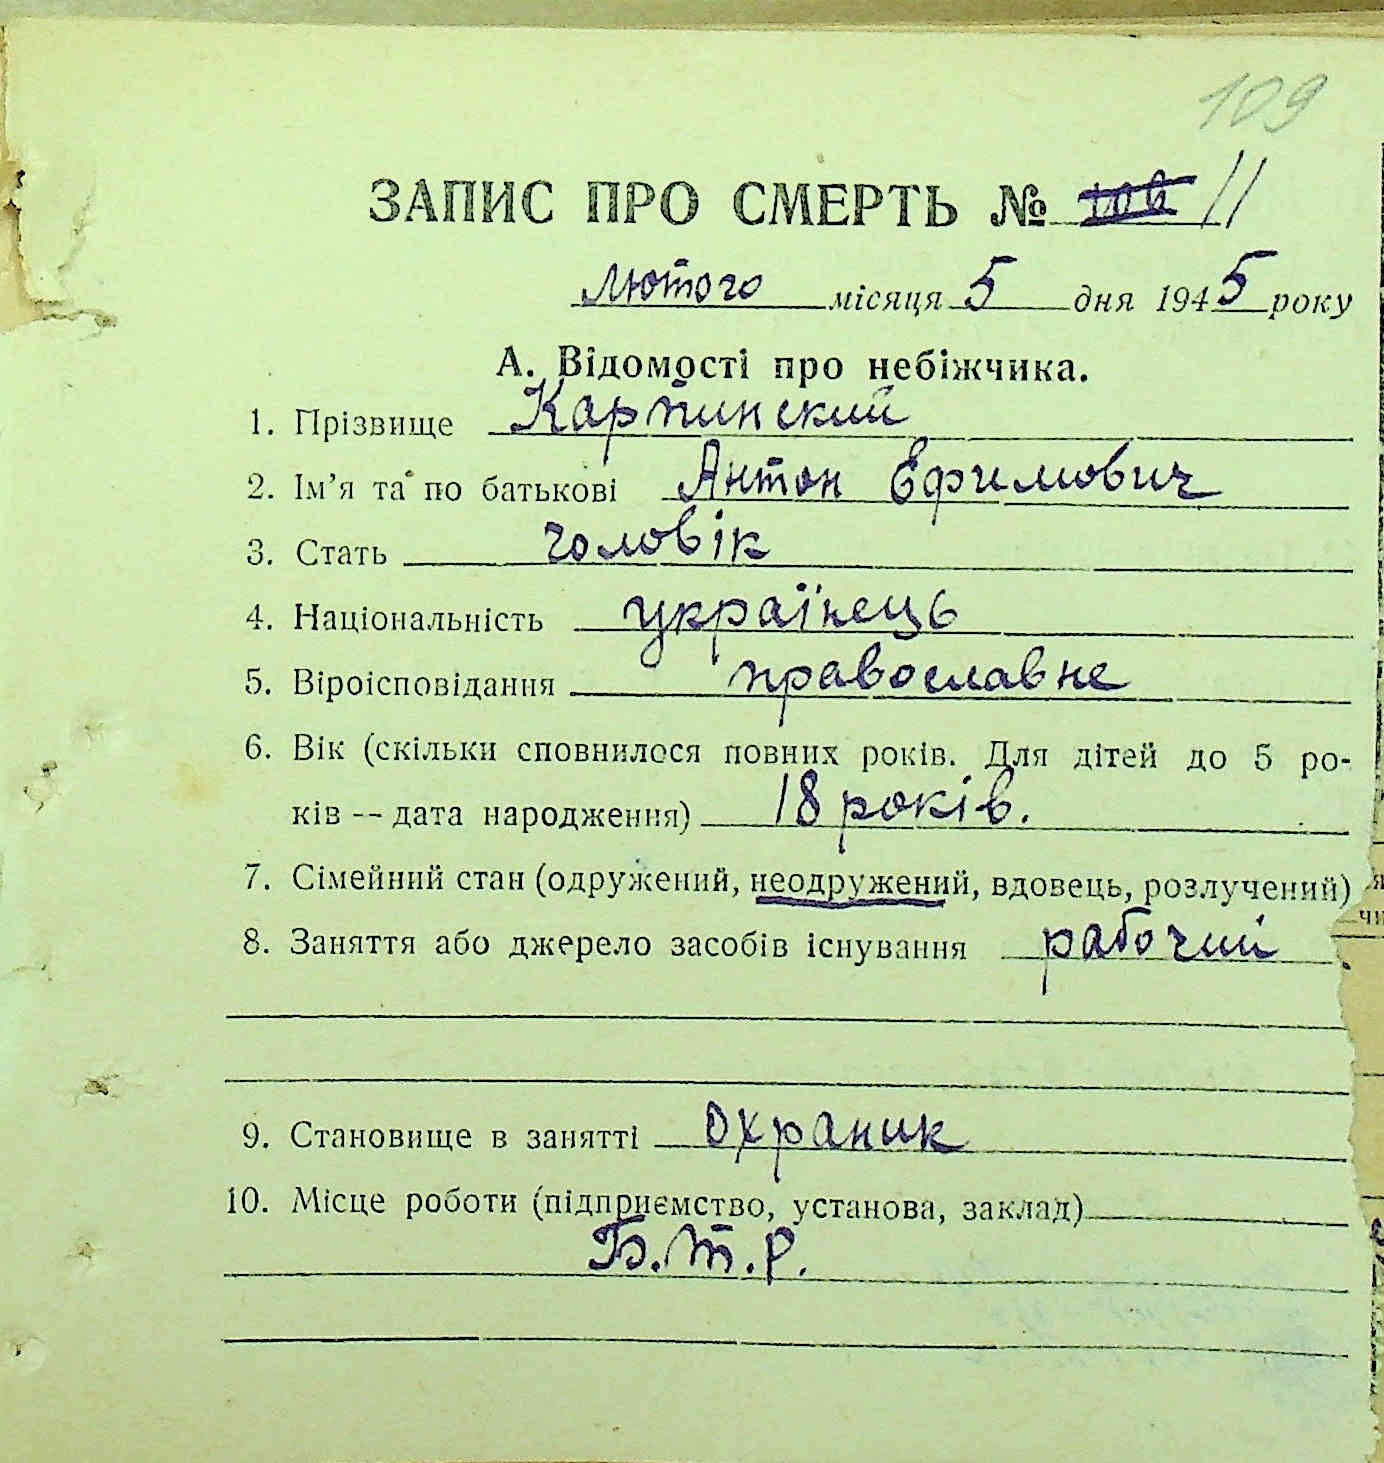 109
ЗАПИС ПРО СМЕРТЬ № 11
лютого місяця 5 дня 1945 року
А. Відомості про небіжчика.
1. Прізвище Карпинский
2. Ім'я та по батькові Антон Ефимович
3. Стать чоловік
4. Національність українець
5. Віроісповідання православне
6. Вік (скільки сповнилося повних років. Для дітей до 5 ро-
ків -- дата народження) 18 років.
7. Сімейний стан (одружений, неодружений, вдовець, розлучений)
8. Заняття або джерело засобів існування рабочий
9. Становище в занятті охраник
10. Місце роботи (підприємство, установа, заклад)
Б.Т.Р.